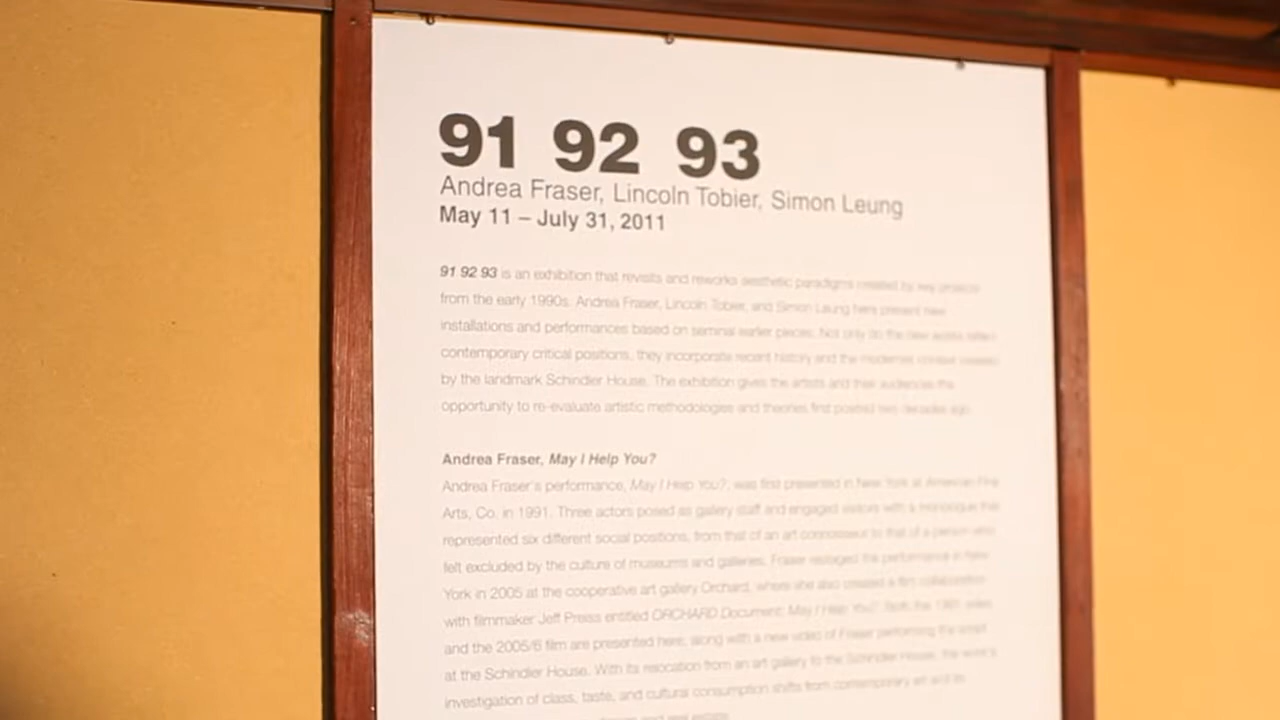 91 92 93
Andrea Fraser, Lincoln Tobier, Simon Leung
May 11 – July 31, 2011
91 92 93 is an exhibition that revisits and reworks aesthetic paradigms created by key projects
from the early 1990s. Andrea Fraser, Lincoln Tobier, and Simon Leung here present new
installations and performances based on seminal earlier pieces. Not only do the new works reflect
contemporary critical positions, they incorporate recent history and the modernist context
by the landmark Schindler House. The exhibition gives the artists and their audiences the
opportunity to re-evaluate artistic methodologies and theories first posited two decades ago.
Andrea Fraser, May I Help You?
Andrea Fraser's performance, May I Help You?, was first presented in New York at American Fine
Arts, Co. in 1991. Three actors posed as gallery staff and engaged visitors with a monologue that
represented six different social positions, from that of an art connoisseur to that of a person who
felt excluded by the culture of museums and galleries. Fraser restaged the performance in New
York in 2005 at the cooperative art gallery Orchard, where she also created a film collaboration
with filmmaker Jeff Preiss entitled ORCHARD Document: May I Help You?. Both the 1991 video
and the 2005/6 film are presented here, along with a new video of Fraser performing the script
at the Schindler House. With its relocation from an art gallery to the Schindler House, the work's
investigation of class, taste, and cultural consumption shifts from contemporary art and its
and real estate.